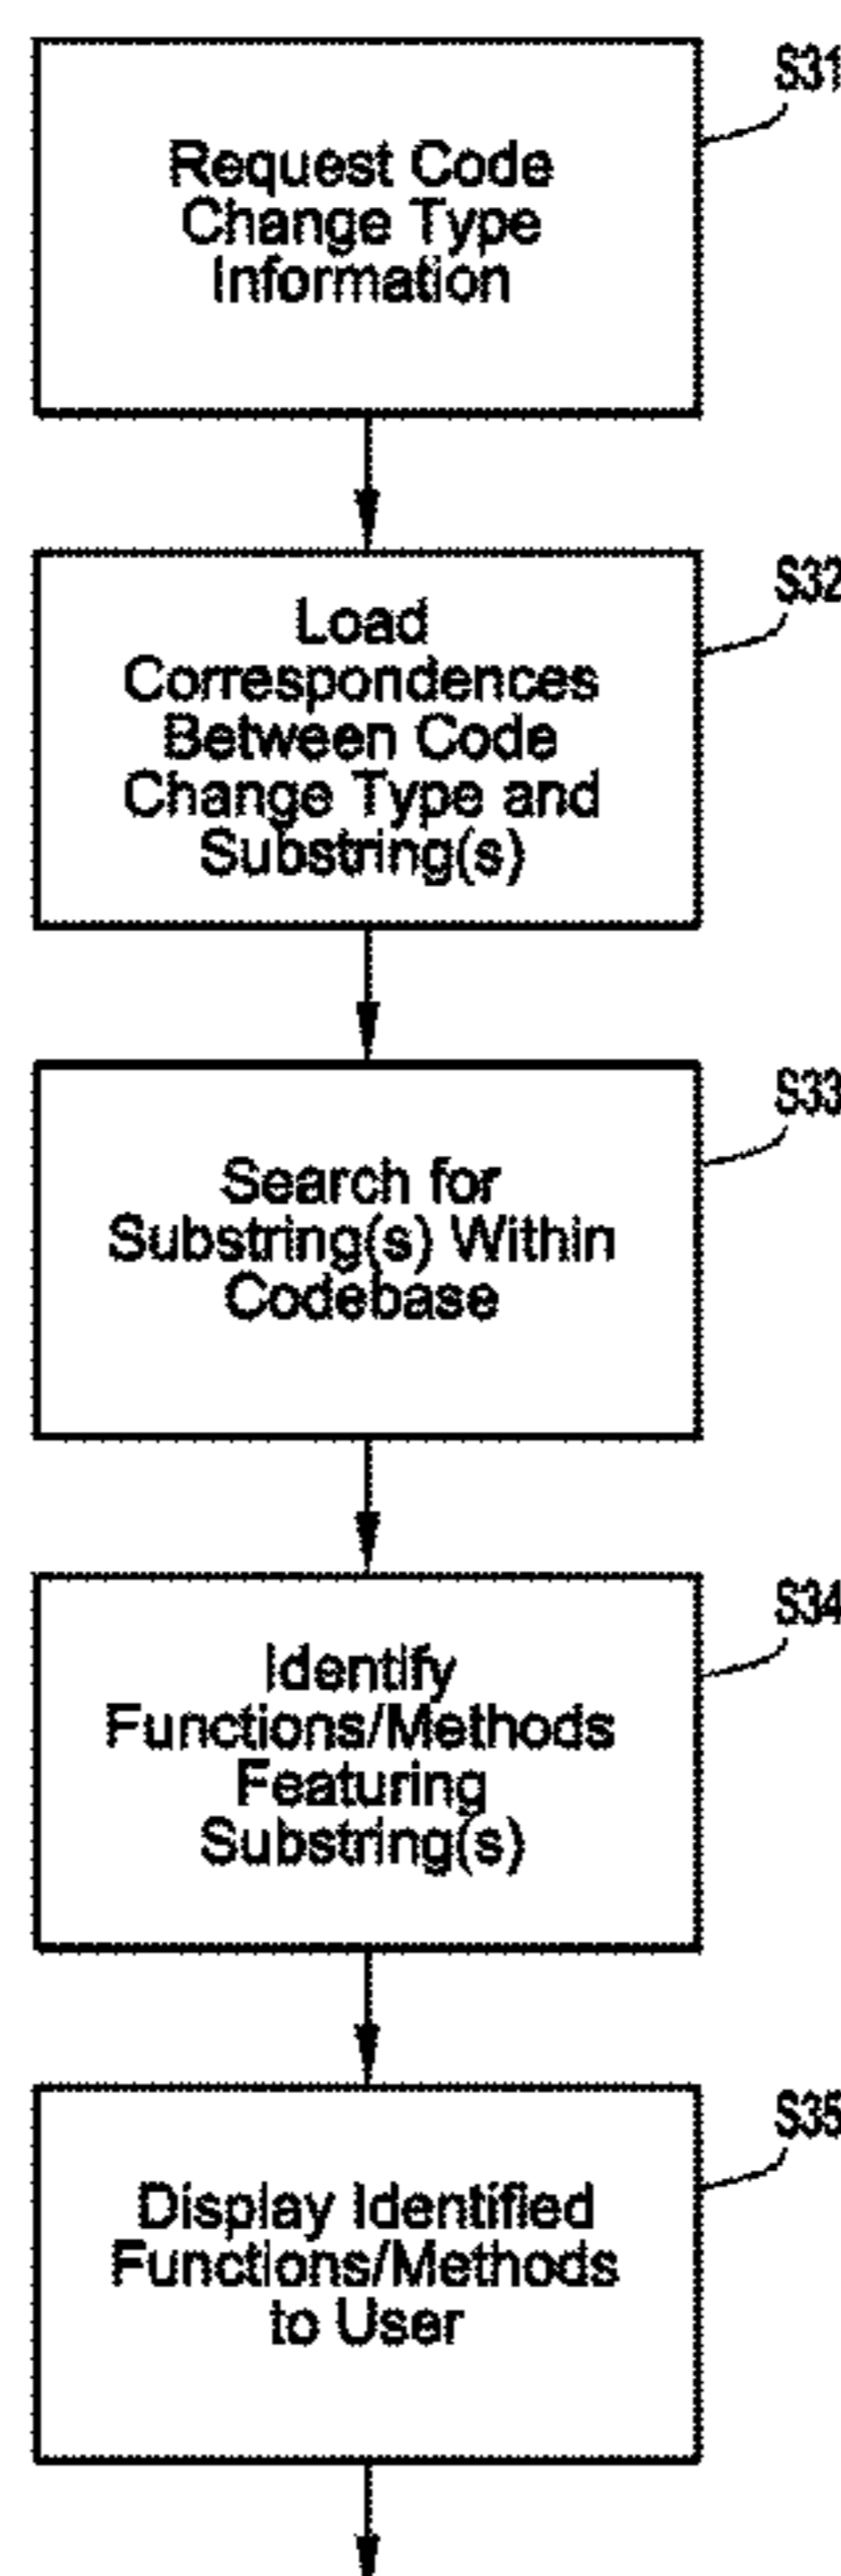 S31
Request Code
Change Type
Information
S32
Load
Correspondences
Between Code
Change Type and
Substring(s)
S33
Search for
Substring(s) Within
Codebase
S34
Identify
Functions/Methods
Featuring
Substring(s)
S35
Display Identified
Functions/Methods
to User